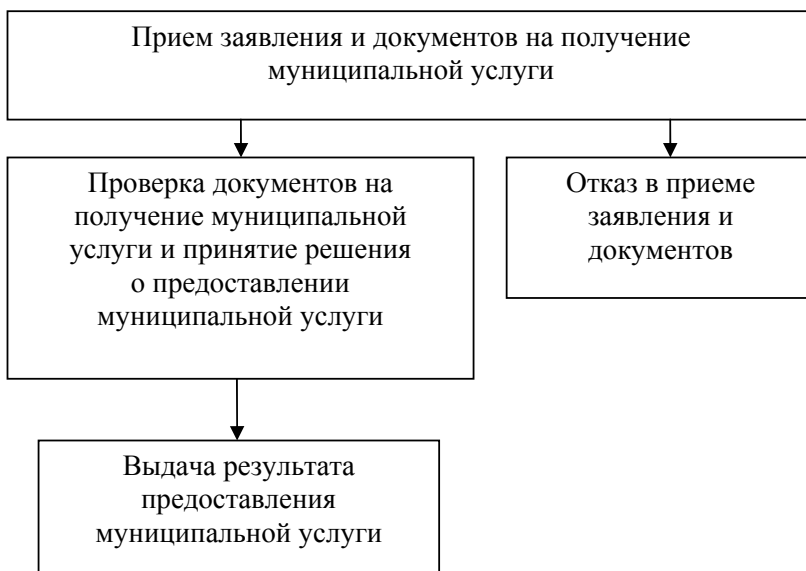 Прием заявления и документов на получение
муниципальной услуги
Проверка документов на
получение муниципальной
услуги и принятие решения
о предоставлении
муниципальной услуги
Отказ в приеме
заявления и
документов
Выдача результата
предоставления
муниципальной услуги